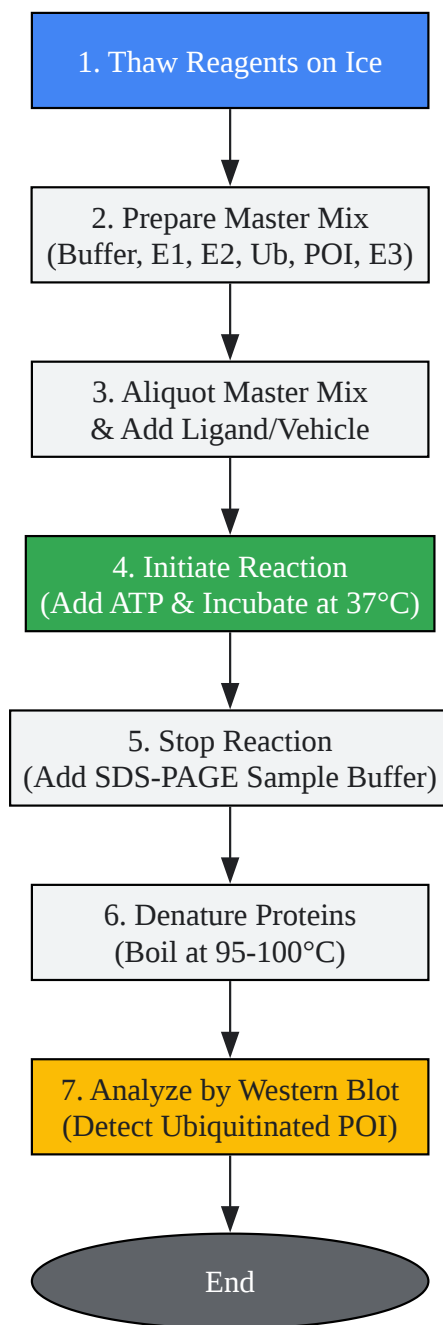 1. Thaw Reagents on Ice
2. Prepare Master Mix
(Buffer, E1, E2, Ub, POI, E3)
3. Aliquot Master Mix
& Add Ligand/Vehicle
4. Initiate Reaction
(Add ATP & Incubate at 37°C)
5. Stop Reaction
(Add SDS-PAGE Sample Buffer)
6. Denature Proteins
(Boil at 95-100°C)
7. Analyze by Western Blot
(Detect Ubiquitinated POI)
End